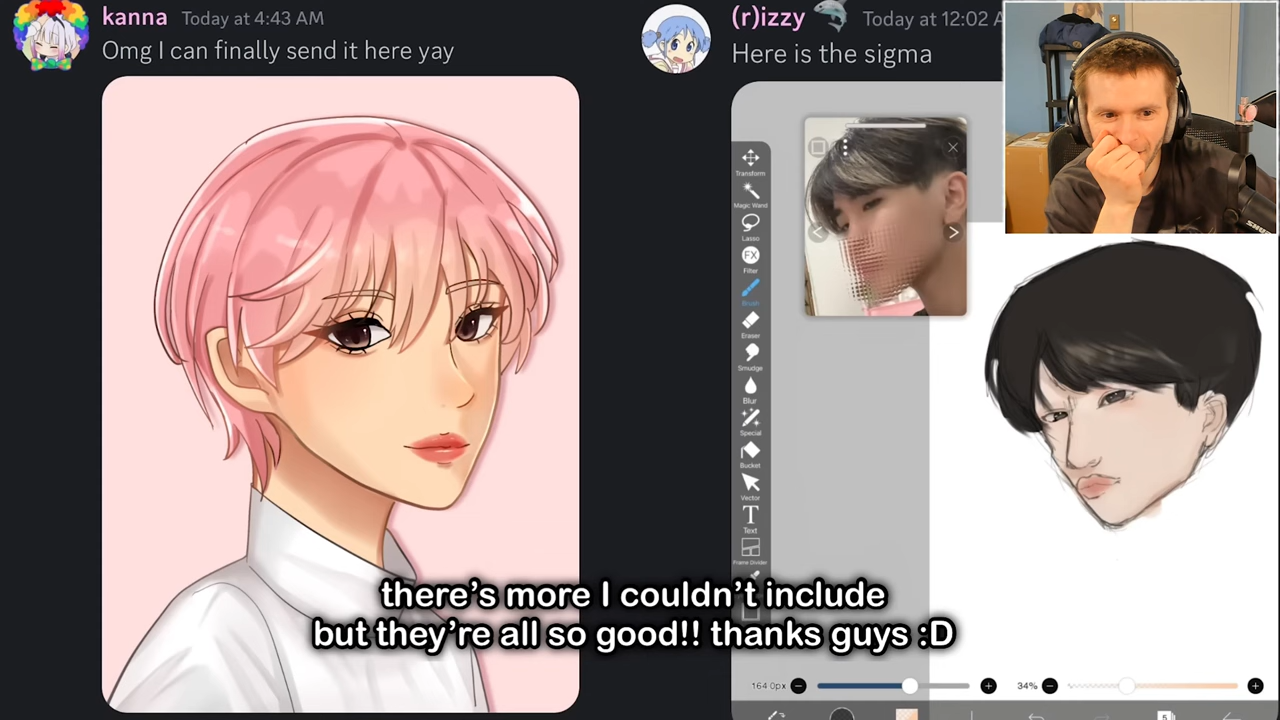 kanna Today at 4:43 AM
Omg I can finally send it here yay
(r)izzy Today at 12:02 A
Here is the sigma
Transform
Magic Wand
Lasso
FX
Filter
Brush
Eraser
Smudge
Blur
Special
Bucket
Vector
T
Text
Frame Divider
there's more I couldn't include
but they're all so good!! thanks guys :D
164.0px
34%
5